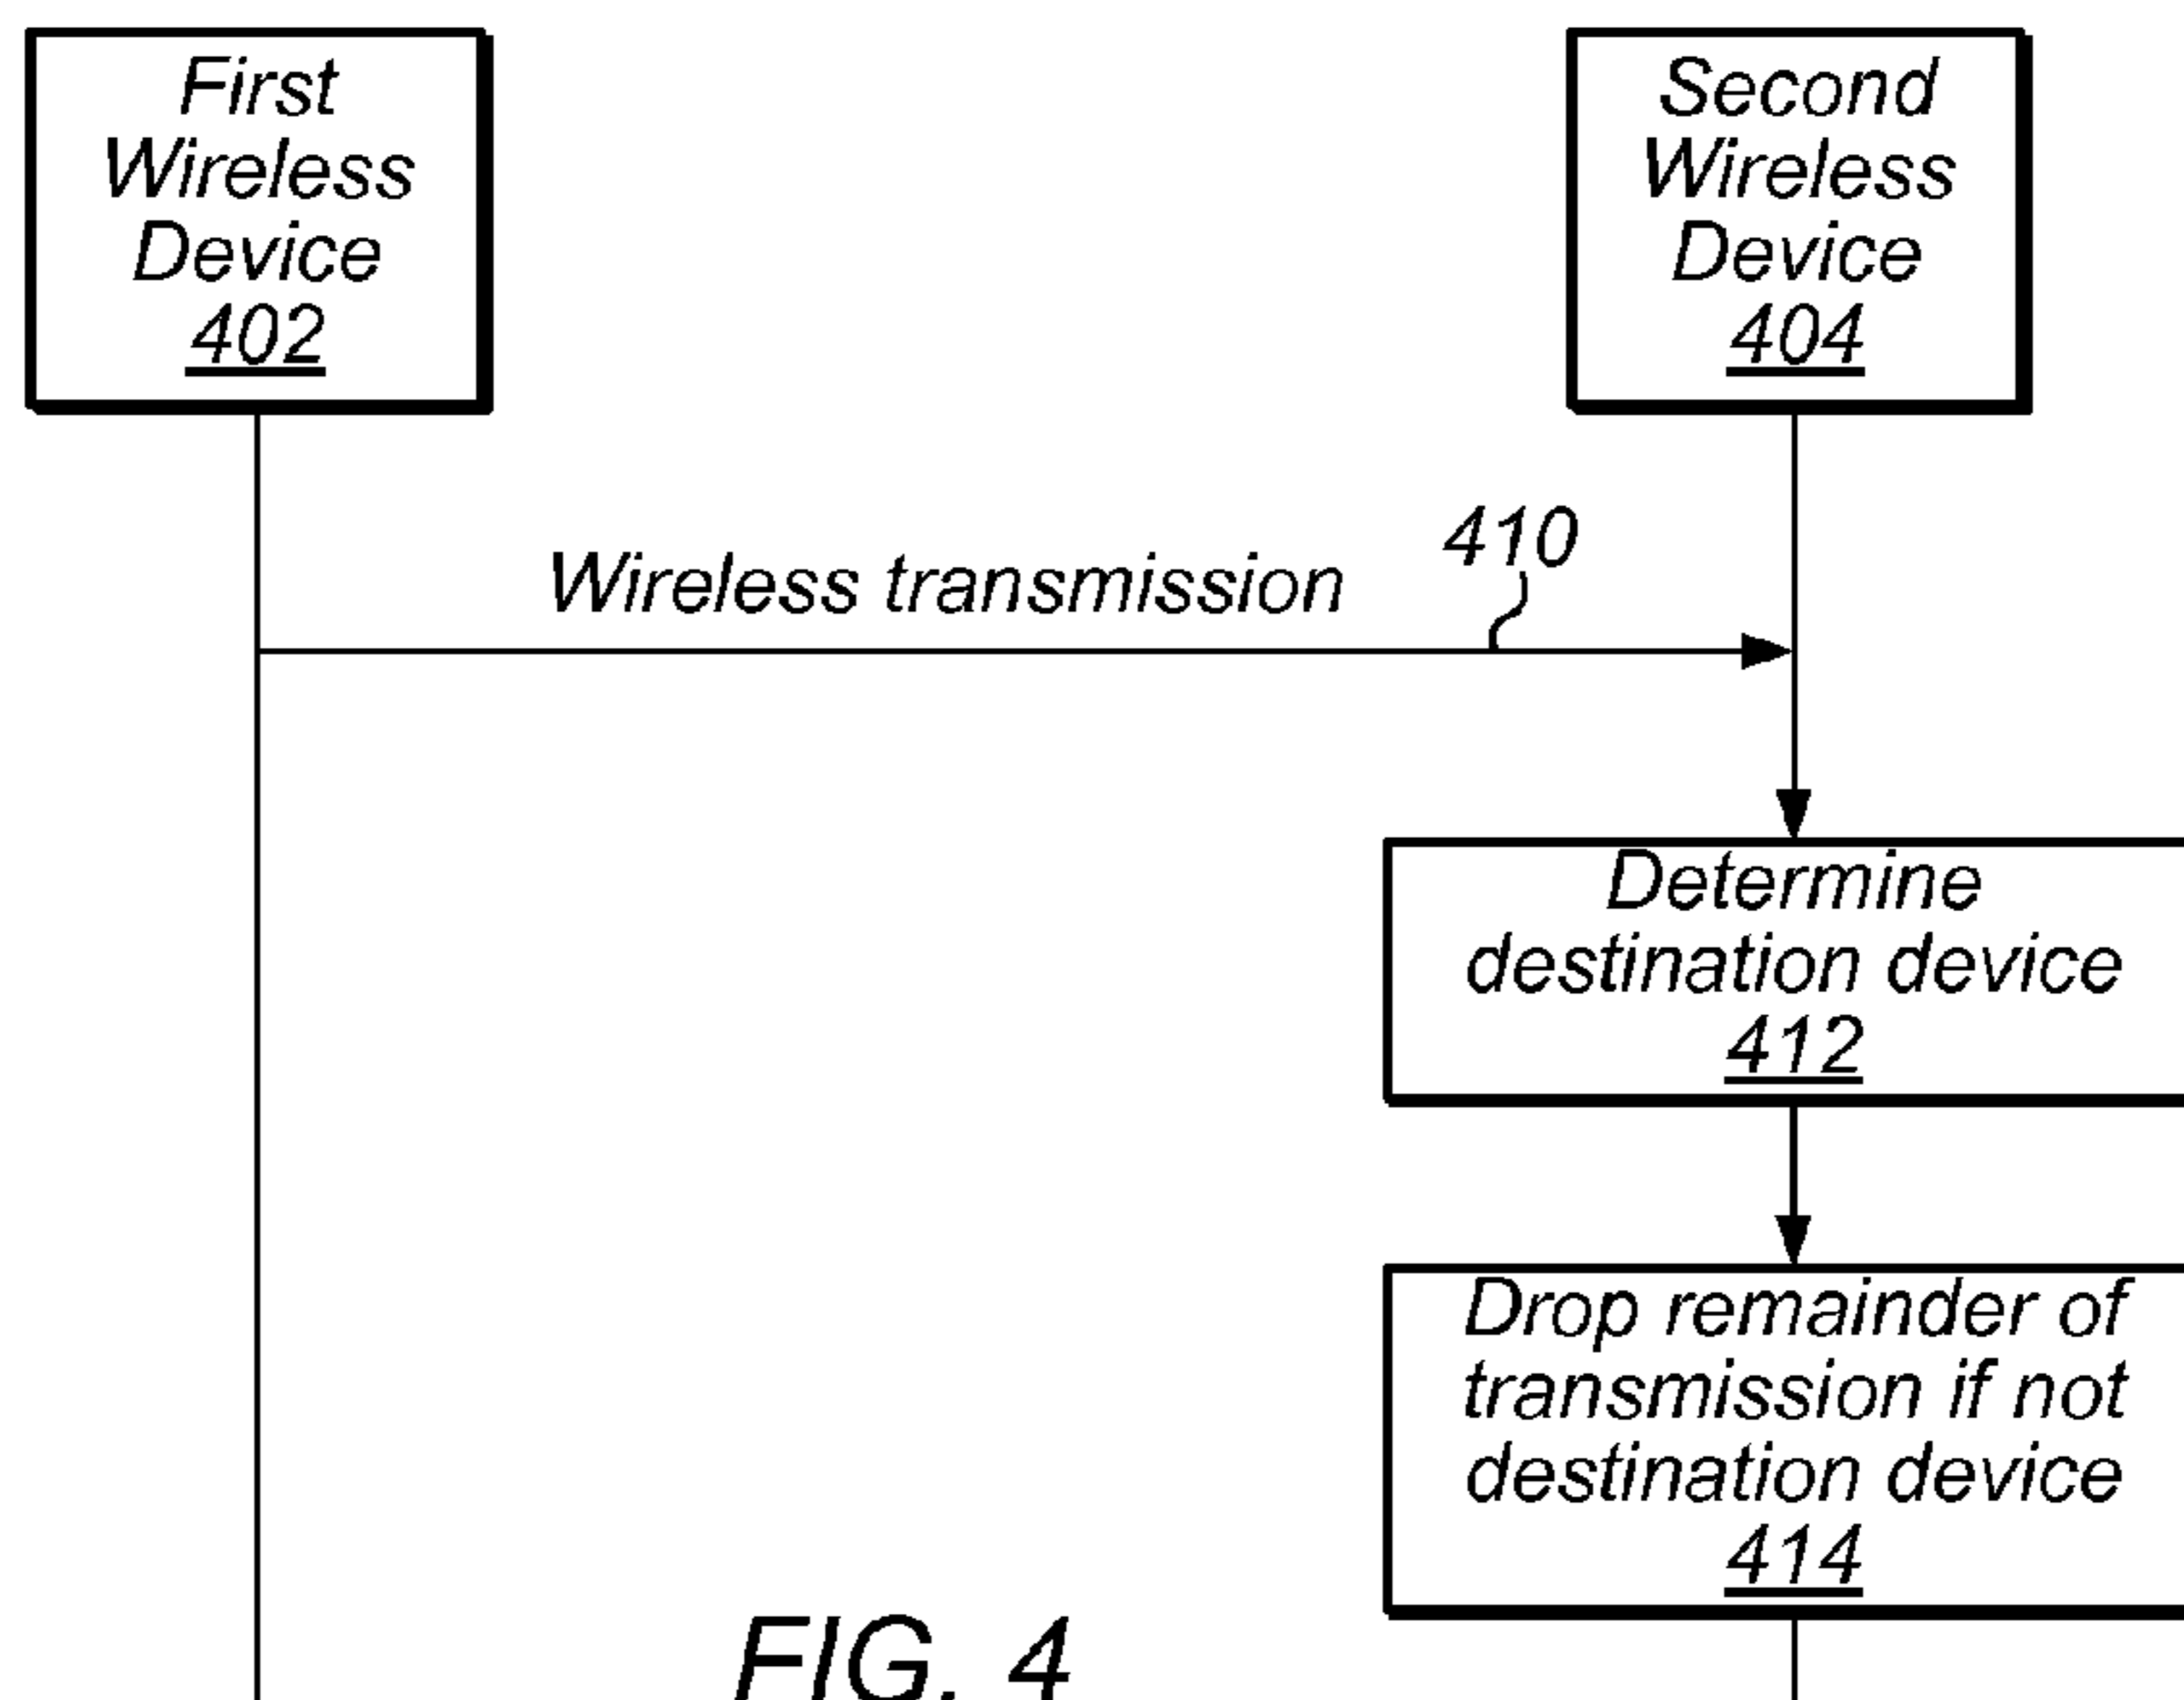 First
Wireless
Device
402
Second
Wireless
Device
404
410
Wireless transmission
Determine
destination device
412
Drop remainder of
transmission if not
destination device
414
FIG. 4